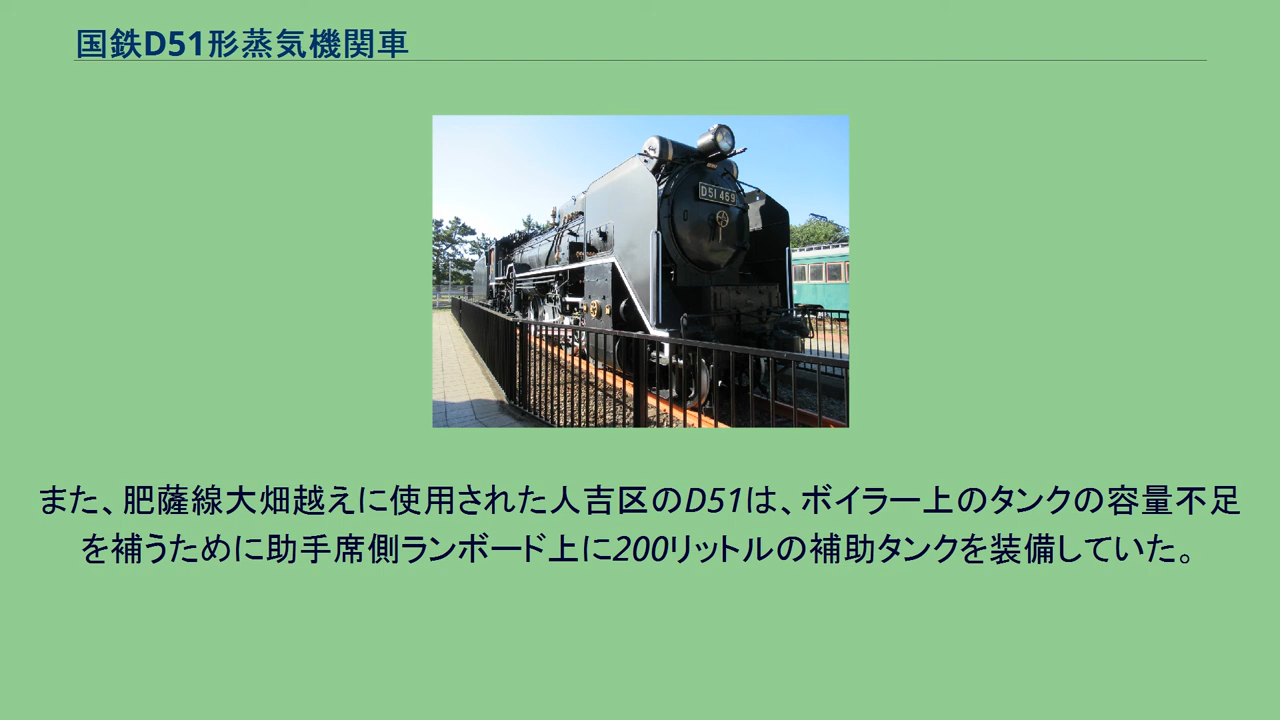 国鉄D51形蒸気機関車
D51 469
また、肥薩線大畑越えに使用された人吉区のD51は、ボイラー上のタンクの容量不足
を補うために助手席側ランボード上に200リットルの補助タンクを装備していた。